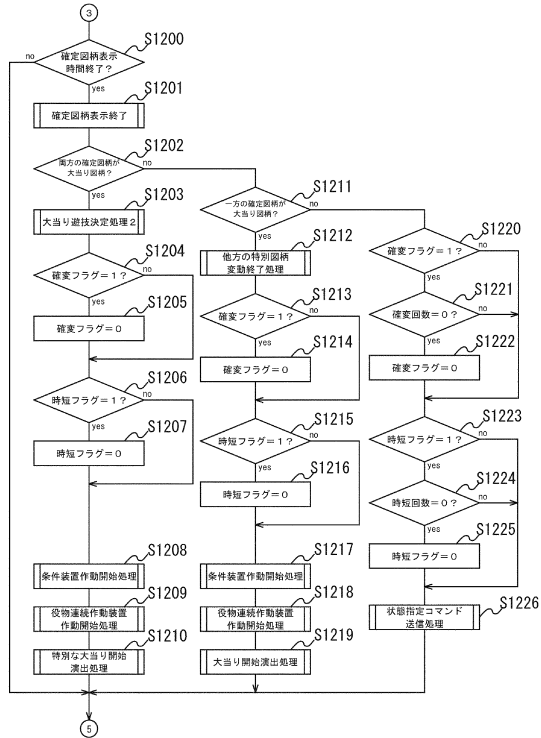 3
S1200
確定図柄表示
時間終了？
no
yes
S1201
確定図柄表示終了
S1202
両方の確定図柄が
大当り図柄？
no
yes
S1203
大当り遊技決定処理２
S1204
確変フラグ＝１？
no
yes
S1205
確変フラグ＝０
S1206
時短フラグ＝１？
no
yes
S1207
時短フラグ＝０
S1208
条件装置作動開始処理
S1209
役物連続作動装置
作動開始処理
S1210
特別な大当り開始
演出処理
S1211
一方の確定図柄が
大当り図柄？
no
yes
S1212
他方の特別図柄
変動終了処理
S1213
確変フラグ＝１？
no
yes
S1214
確変フラグ＝０
S1215
時短フラグ＝１？
no
yes
S1216
時短フラグ＝０
S1217
条件装置作動開始処理
S1218
役物連続作動装置
作動開始処理
S1219
大当り開始演出処理
S1220
確変フラグ＝１？
no
yes
S1221
確変回数＝０？
no
yes
S1222
確変フラグ＝０
S1223
時短フラグ＝１？
no
yes
S1224
時短回数＝０？
no
yes
S1225
時短フラグ＝０
S1226
状態指定コマンド
送信処理
5